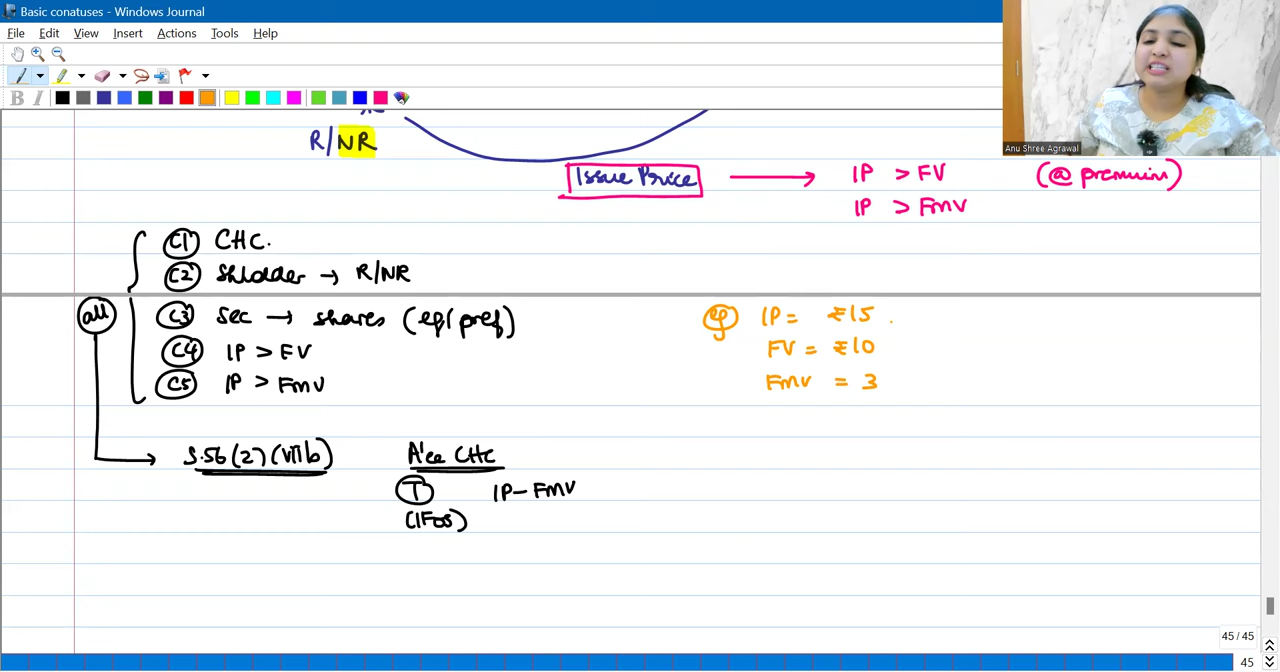 Basic conatuses - Windows Journal
File Edit View Insert Actions Tools Help
B I
Anu Shree Agrawal
R/NR
Issue Price IP > FV (@ premium)
IP > FMV
C1 CHC.
C2 Shholder → R/NR
all C3 sec → shares (eq/pref)
C4 IP > FV
C5 IP > FMV
eg IP = ₹15
FV = ₹10
FMV = 3
S.56(2)(VIIb) A'ee CHC
T IP - FMV
(IFOS)
45/45
45